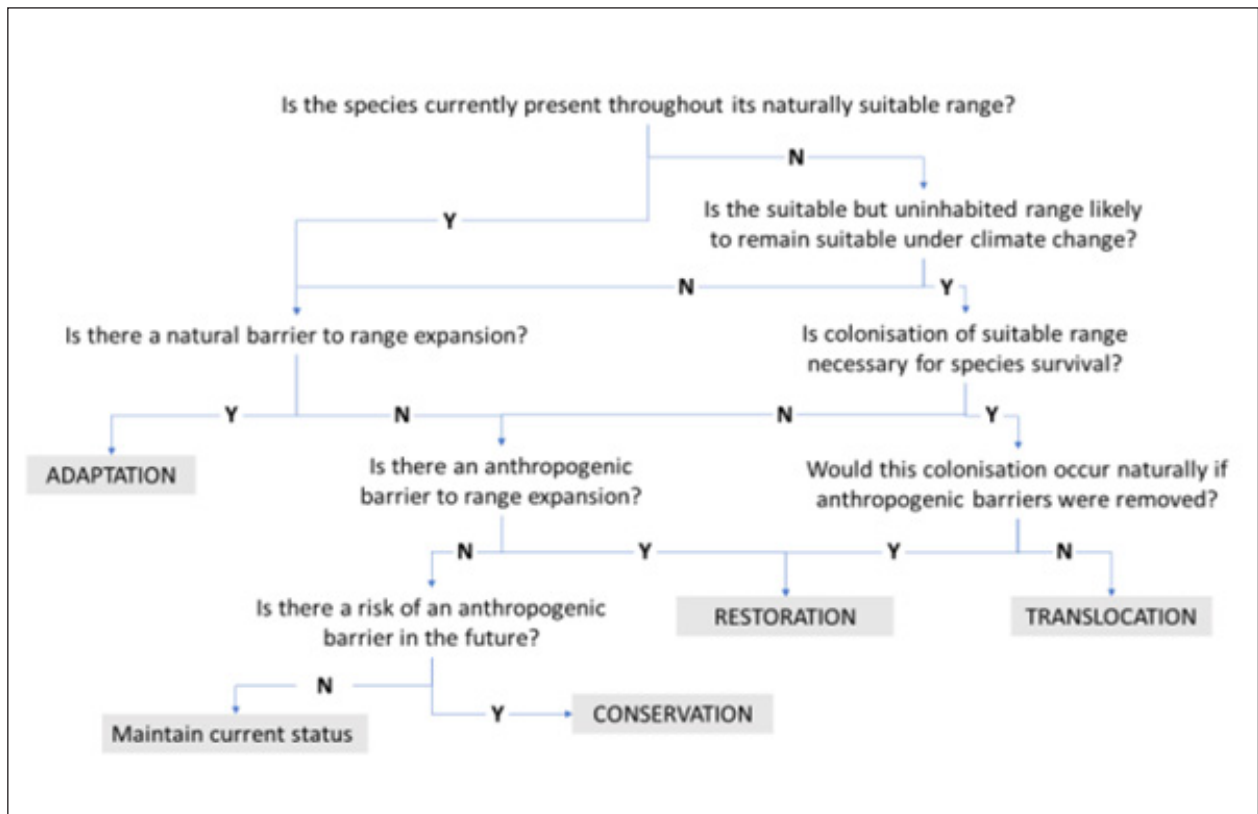 Is the species currently present throughout its naturally suitable range?
N
Y
Is the suitable but uninhabited range likely
to remain suitable under climate change?
N
Y
Is there a natural barrier to range expansion?
Is colonisation of suitable range
necessary for species survival?
Y
N
N
Y
ADAPTATION
Is there an anthropogenic
barrier to range expansion?
Would this colonisation occur naturally if
anthropogenic barriers were removed?
N
Y
Y
N
Is there a risk of an anthropogenic
barrier in the future?
RESTORATION
TRANSLOCATION
N
Y
CONSERVATION
Maintain current status